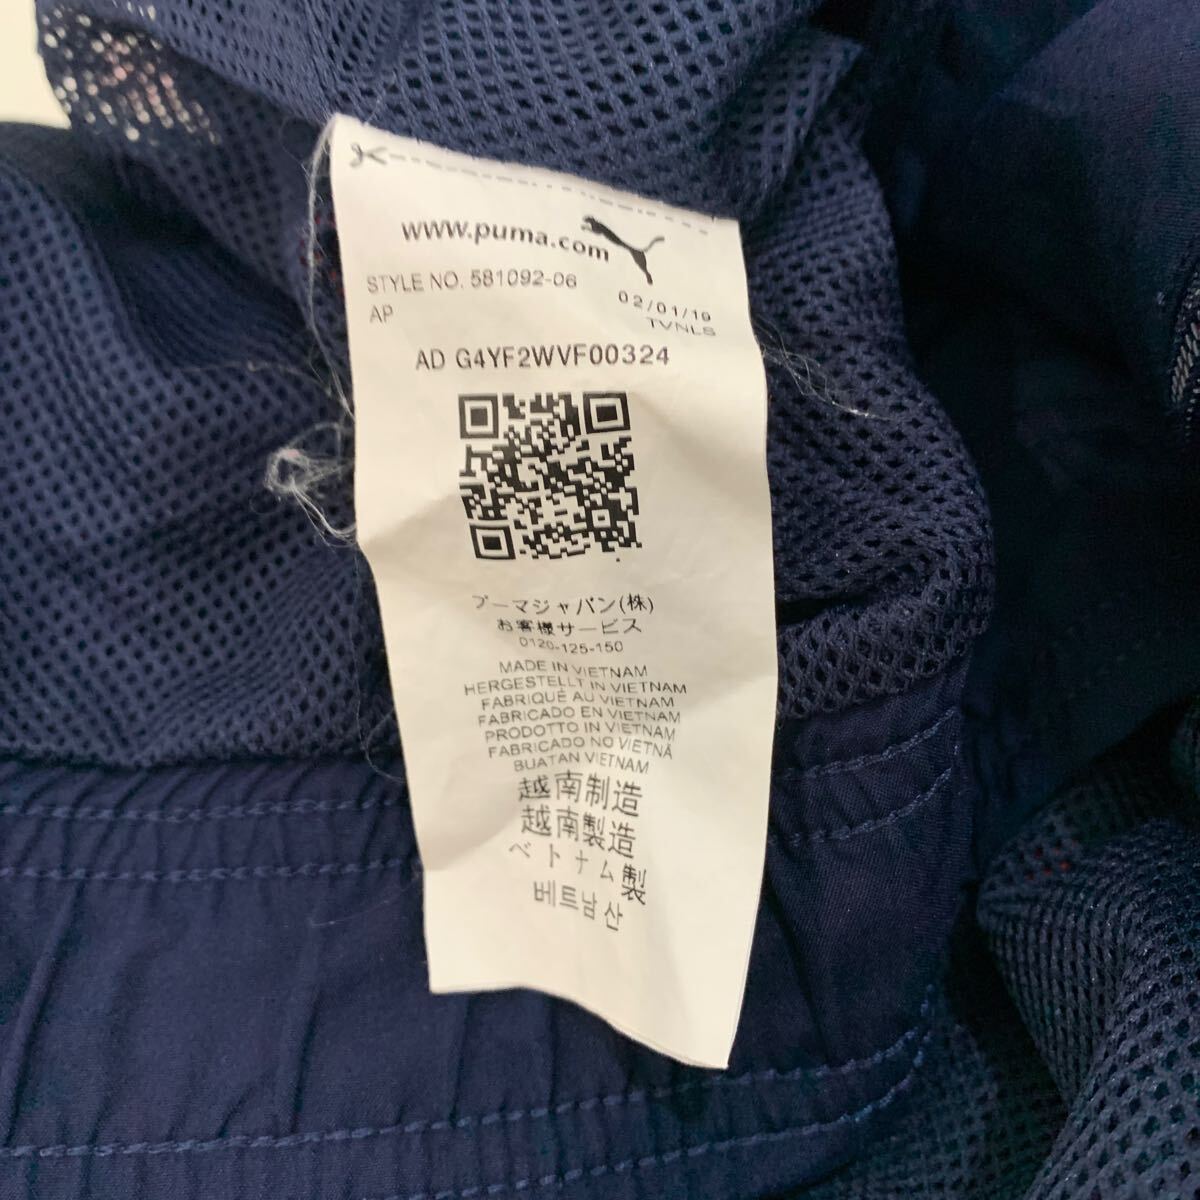 www.puma.com
STYLE NO. 581092-06
02/01/19
AP
TVNLS
AD G4YF2WVF00324
プーマジャパン(株)
お客様サービス
0120-125-150
MADE IN VIETNAM
HERGESTELLT IN VIETNAM
FABRIQUÉ AU VIETNAM
FABRICADO EN VIETNAM
PRODOTTO IN VIETNAM
FABRICADO NO VIETNÃ
BUATAN VIETNAM
越南制造
越南製造
ベトナム製
베트남 산